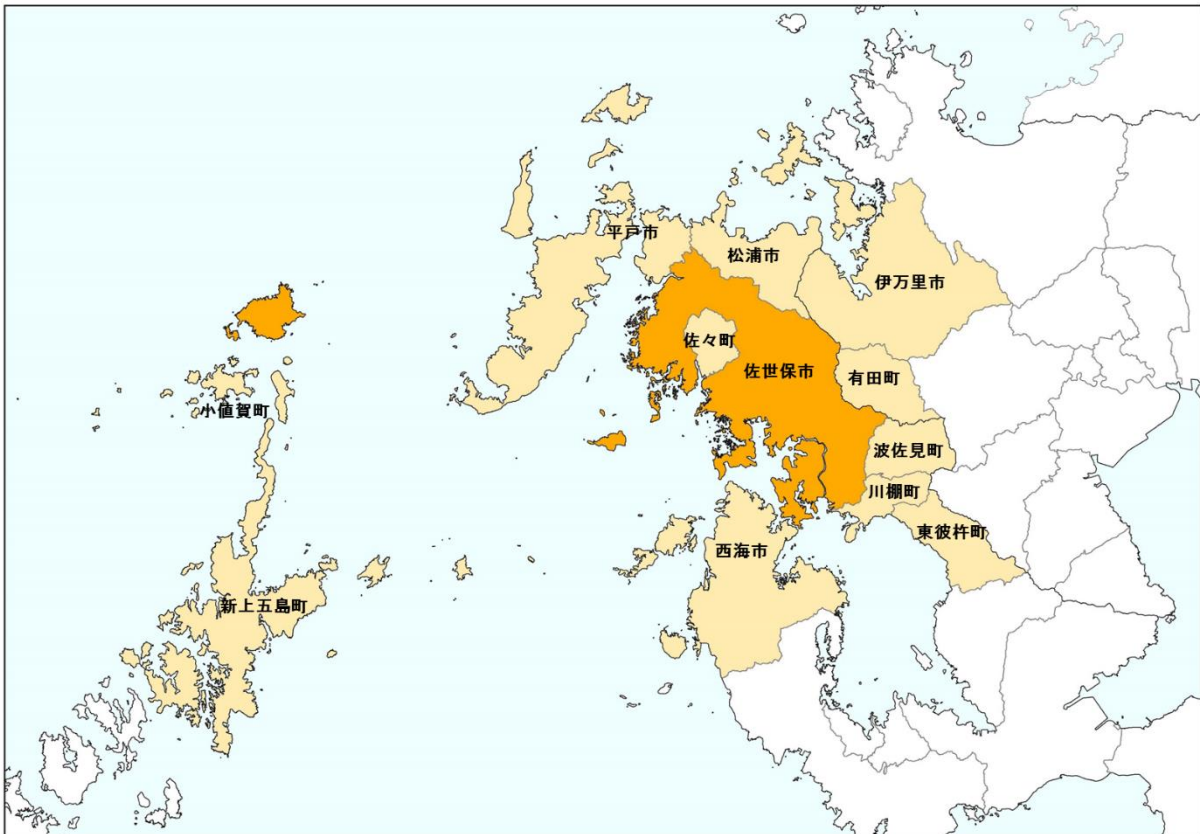 平戸市
松浦市
伊万里市
佐々町
佐世保市
有田町
小値賀町
波佐見町
川棚町
東彼杵町
西海市
新上五島町